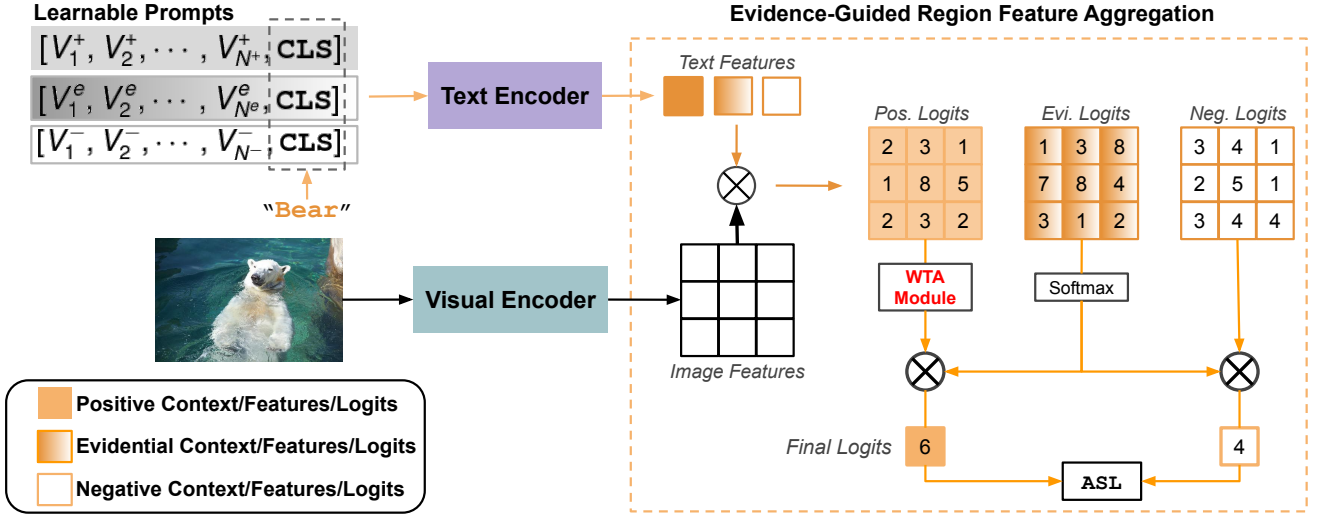 Learnable Prompts
[V₁⁺, V₂⁺, ⋯ , V_N⁺⁺, CLS]
[V₁ᵉ, V₂ᵉ, ⋯ , V_Nᵉᵉ, CLS]
[V₁⁻, V₂⁻, ⋯ , V_N⁻⁻, CLS]
"Bear"
Text Encoder
Visual Encoder
Positive Context/Features/Logits
Evidential Context/Features/Logits
Negative Context/Features/Logits
Evidence-Guided Region Feature Aggregation
Text Features
Image Features
Pos. Logits
2 3 1
1 8 5
2 3 2
Evi. Logits
1 3 8
7 8 4
3 1 2
Neg. Logits
3 4 1
2 5 1
3 4 4
WTA
Module
Softmax
Final Logits
6
4
ASL